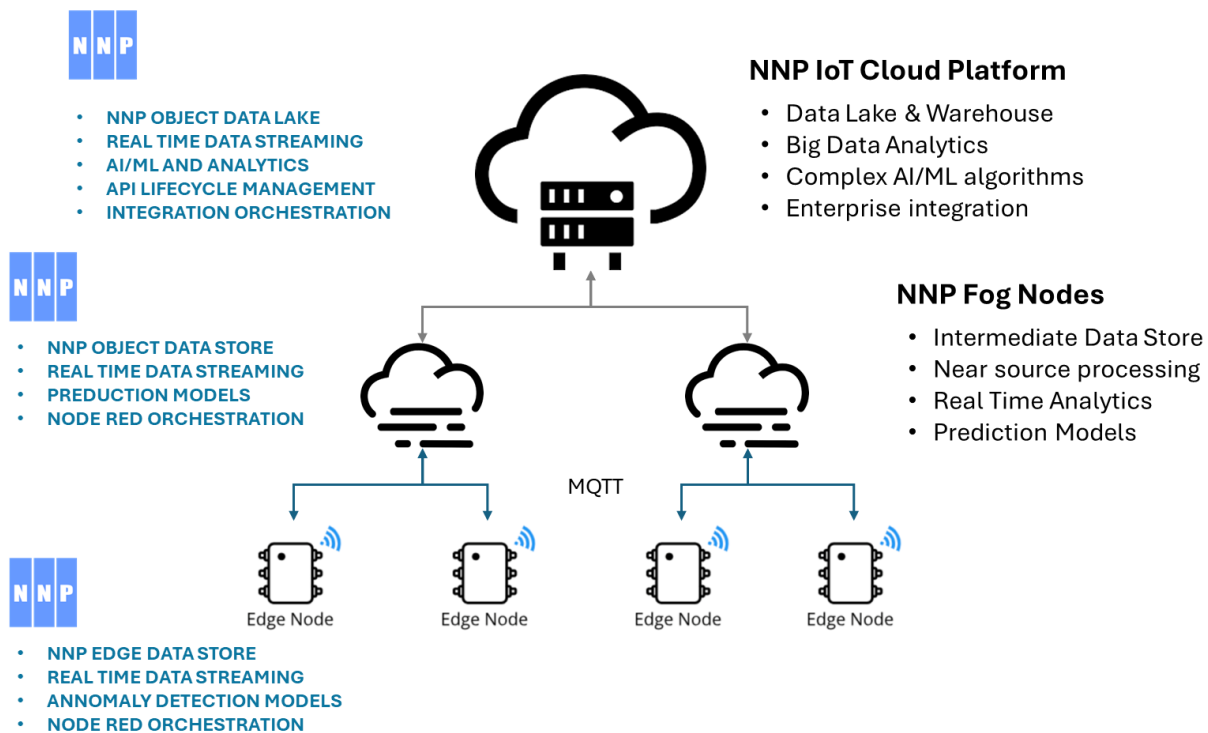 NNP
NNP IoT Cloud Platform
• NNP OBJECT DATA LAKE
• REAL TIME DATA STREAMING
• AI/ML AND ANALYTICS
• API LIFECYCLE MANAGEMENT
• INTEGRATION ORCHESTRATION
• Data Lake & Warehouse
• Big Data Analytics
• Complex AI/ML algorithms
• Enterprise integration
NNP
NNP Fog Nodes
• NNP OBJECT DATA STORE
• REAL TIME DATA STREAMING
• PREDUCTION MODELS
• NODE RED ORCHESTRATION
• Intermediate Data Store
• Near source processing
• Real Time Analytics
• Prediction Models
MQTT
Edge Node
Edge Node
Edge Node
Edge Node
NNP
• NNP EDGE DATA STORE
• REAL TIME DATA STREAMING
• ANNOMALY DETECTION MODELS
• NODE RED ORCHESTRATION